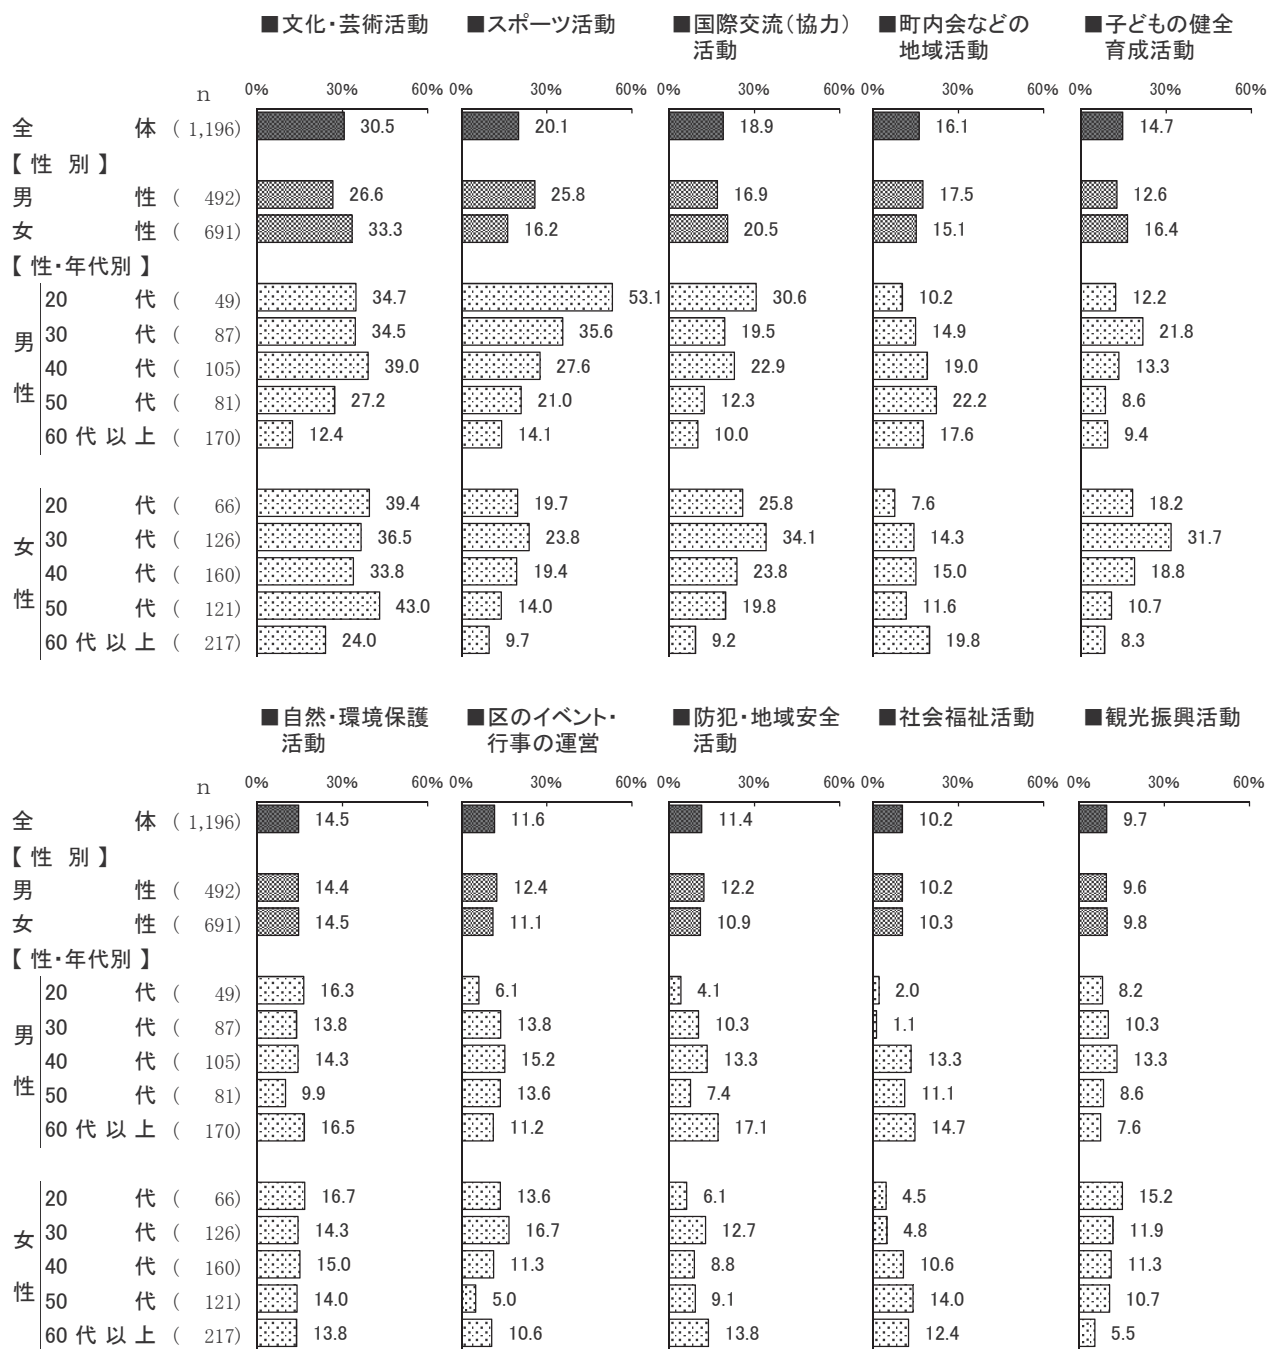 ■文化・芸術活動 ■スポーツ活動 ■国際交流（協力） ■町内会などの ■子どもの健全
活動 地域活動 育成活動
n 0% 30% 60% 0% 30% 60% 0% 30% 60% 0% 30% 60% 0% 30% 60%
全体 ( 1,196) 30.5 20.1 18.9 16.1 14.7
【 性 別 】
男性 ( 492) 26.6 25.8 16.9 17.5 12.6
女性 ( 691) 33.3 16.2 20.5 15.1 16.4
【 性・年代別 】
男性
20代 ( 49) 34.7 53.1 30.6 10.2 12.2
30代 ( 87) 34.5 35.6 19.5 14.9 21.8
40代 ( 105) 39.0 27.6 22.9 19.0 13.3
50代 ( 81) 27.2 21.0 12.3 22.2 8.6
60代以上 ( 170) 12.4 14.1 10.0 17.6 9.4
女性
20代 ( 66) 39.4 19.7 25.8 7.6 18.2
30代 ( 126) 36.5 23.8 34.1 14.3 31.7
40代 ( 160) 33.8 19.4 23.8 15.0 18.8
50代 ( 121) 43.0 14.0 19.8 11.6 10.7
60代以上 ( 217) 24.0 9.7 9.2 19.8 8.3
■自然・環境保護 ■区のイベント・ ■防犯・地域安全 ■社会福祉活動 ■観光振興活動
活動 行事の運営 活動
n 0% 30% 60% 0% 30% 60% 0% 30% 60% 0% 30% 60% 0% 30% 60%
全体 ( 1,196) 14.5 11.6 11.4 10.2 9.7
【 性 別 】
男性 ( 492) 14.4 12.4 12.2 10.2 9.6
女性 ( 691) 14.5 11.1 10.9 10.3 9.8
【 性・年代別 】
男性
20代 ( 49) 16.3 6.1 4.1 2.0 8.2
30代 ( 87) 13.8 13.8 10.3 1.1 10.3
40代 ( 105) 14.3 15.2 13.3 13.3 13.3
50代 ( 81) 9.9 13.6 7.4 11.1 8.6
60代以上 ( 170) 16.5 11.2 17.1 14.7 7.6
女性
20代 ( 66) 16.7 13.6 6.1 4.5 15.2
30代 ( 126) 14.3 16.7 12.7 4.8 11.9
40代 ( 160) 15.0 11.3 8.8 10.6 11.3
50代 ( 121) 14.0 5.0 9.1 14.0 10.7
60代以上 ( 217) 13.8 10.6 13.8 12.4 5.5